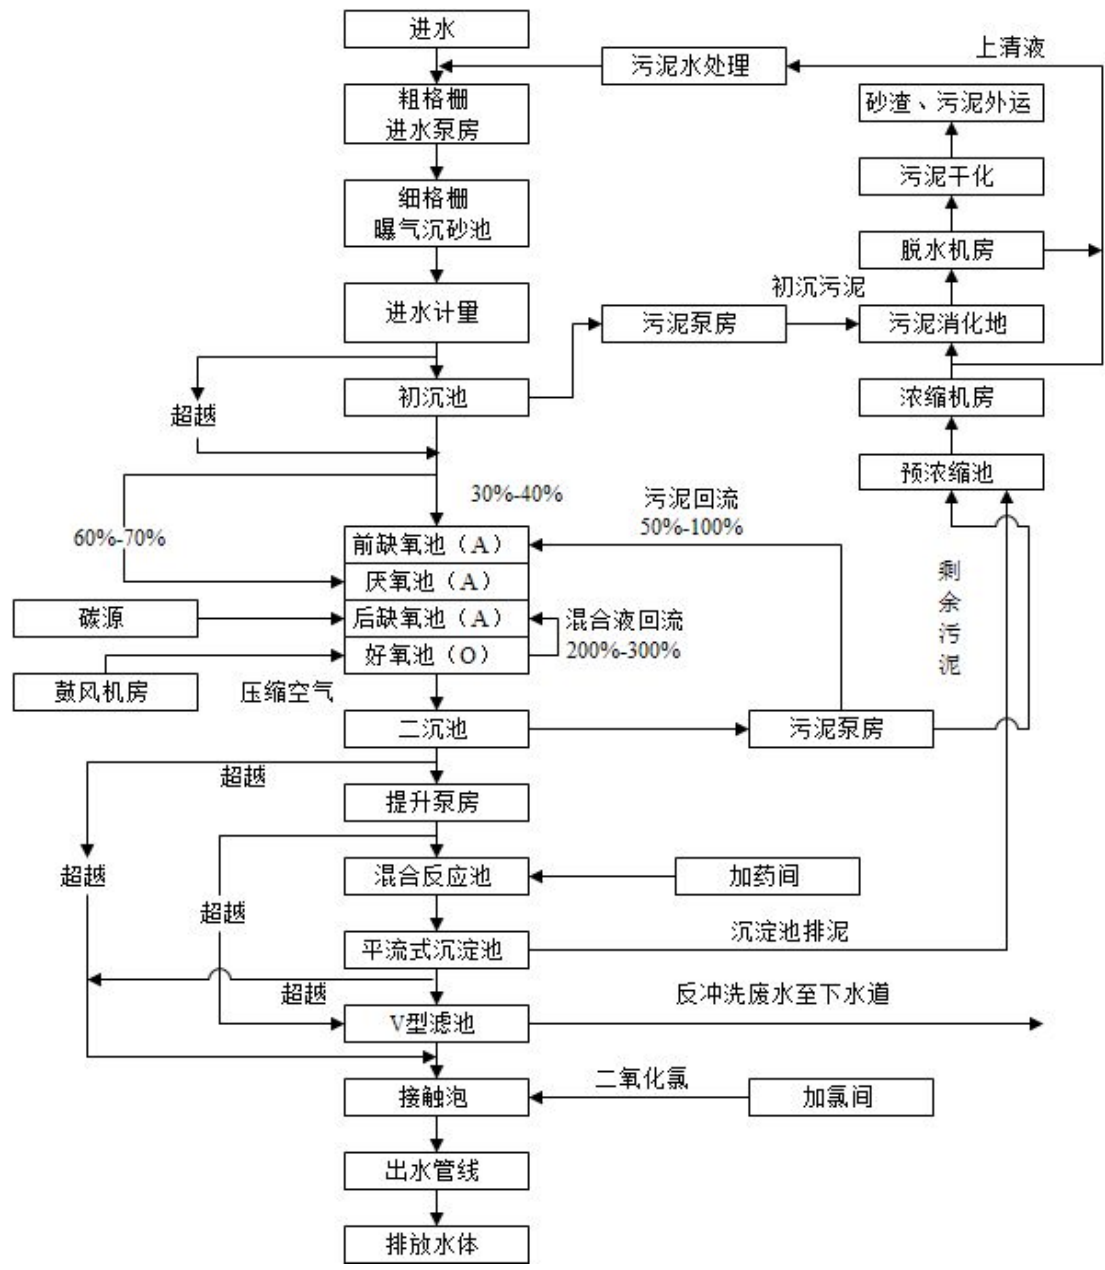 进水
污泥水处理
上清液
粗格栅
进水泵房
砂渣、污泥外运
细格栅
曝气沉砂池
污泥干化
脱水机房
进水计量
初沉污泥
污泥泵房
污泥消化地
初沉池
超越
浓缩机房
预浓缩池
30%-40%
污泥回流
50%-100%
60%-70%
前缺氧池（A）
厌氧池（A）
碳源
后缺氧池（A）
混合液回流
200%-300%
好氧池（O）
鼓风机房
压缩空气
剩
余
污
泥
二沉池
污泥泵房
超越
提升泵房
超越
混合反应池
加药间
超越
平流式沉淀池
沉淀池排泥
超越
反冲洗废水至下水道
V型滤池
二氧化氯
接触泡
加氯间
出水管线
排放水体